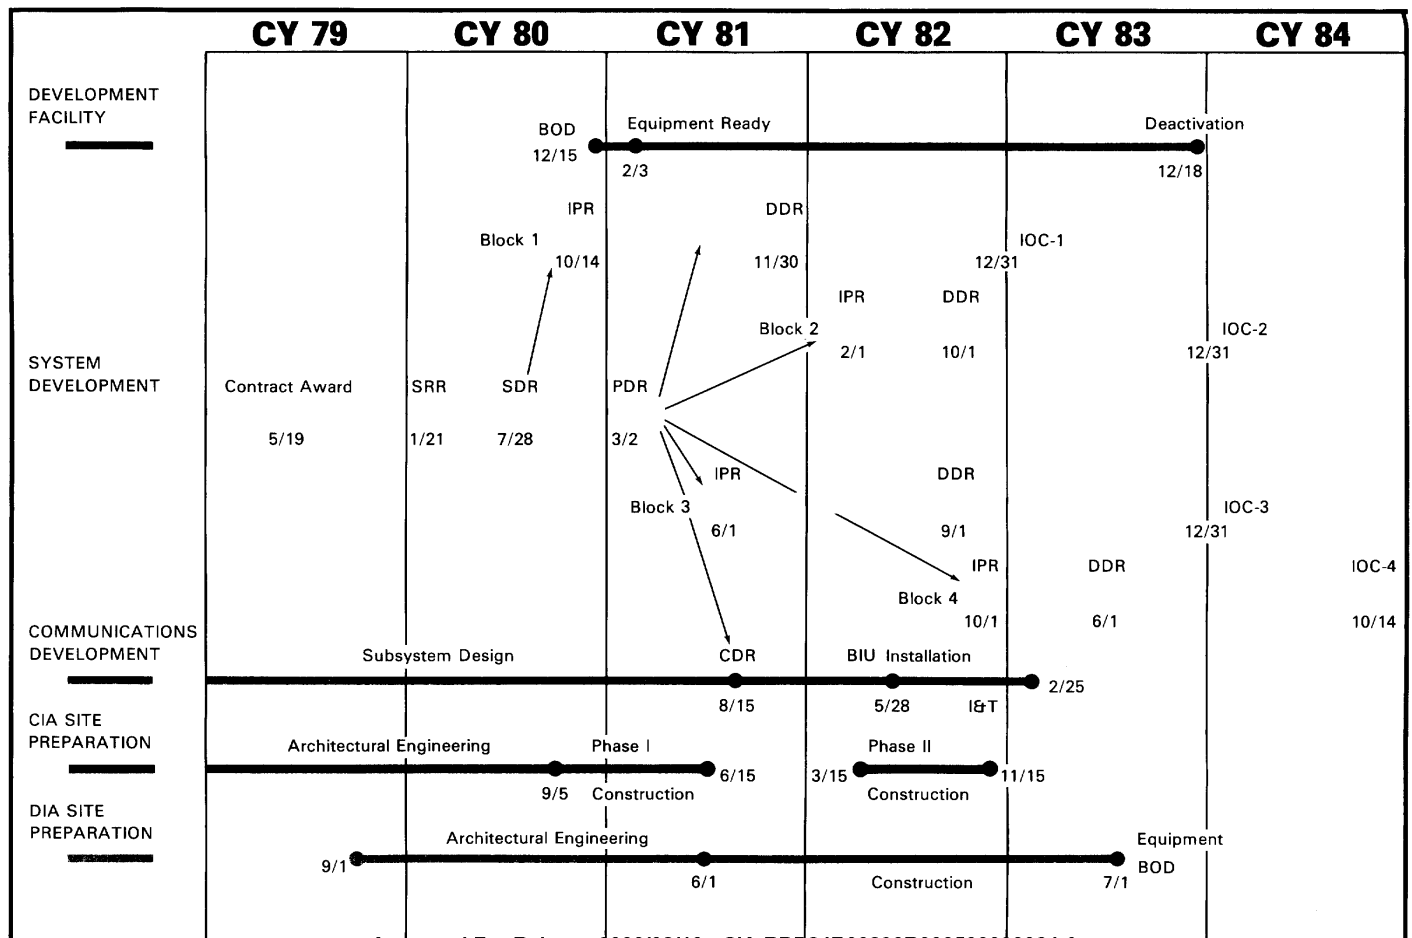 CY 79 CY 80 CY 81 CY 82 CY 83 CY 84
DEVELOPMENT
FACILITY
BOD Equipment Ready Deactivation
12/15 2/3 12/18
IPR DDR
Block 1 IOC-1
10/14 11/30 12/31
IPR DDR
Block 2 IOC-2
2/1 10/1 12/31
SYSTEM
DEVELOPMENT
Contract Award SRR SDR PDR
5/19 1/21 7/28 3/2
IPR DDR
Block 3 IOC-3
6/1 9/1 12/31
IPR DDR IOC-4
Block 4
10/1 6/1 10/14
COMMUNICATIONS
DEVELOPMENT
Subsystem Design CDR BIU Installation
8/15 5/28 I&T 2/25
CIA SITE
PREPARATION
Architectural Engineering Phase I Phase II
6/15 3/15 11/15
9/5 Construction Construction
DIA SITE
PREPARATION
Architectural Engineering Equipment
BOD
9/1 6/1 Construction 7/1